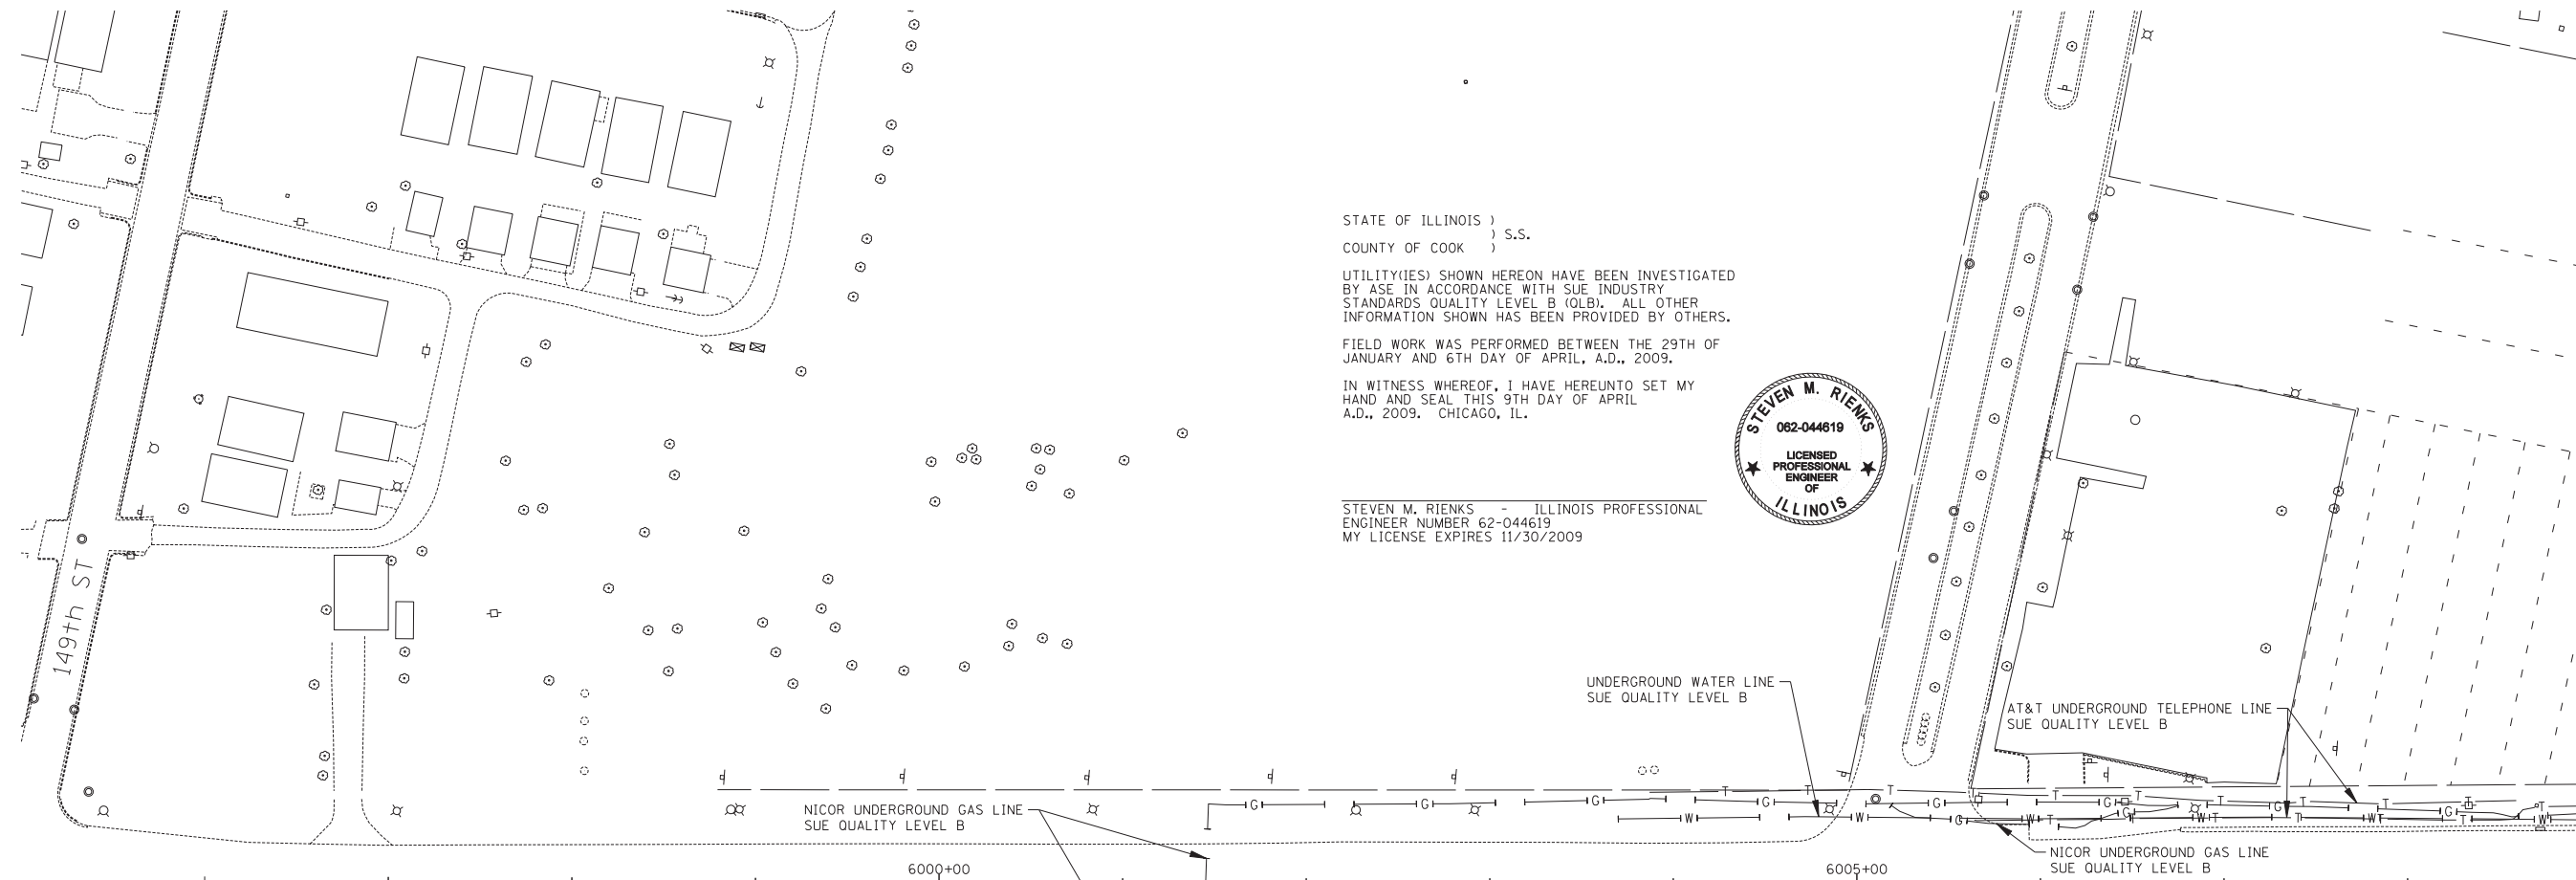 STATE OF ILLINOIS )
) S.S.
COUNTY OF COOK )
UTILITY(IES) SHOWN HEREON HAVE BEEN INVESTIGATED
BY ASE IN ACCORDANCE WITH SUE INDUSTRY
STANDARDS QUALITY LEVEL B (QLB). ALL OTHER
INFORMATION SHOWN HAS BEEN PROVIDED BY OTHERS.
FIELD WORK WAS PERFORMED BETWEEN THE 29TH OF
JANUARY AND 6TH DAY OF APRIL, A.D., 2009.
IN WITNESS WHEREOF, I HAVE HEREUNTO SET MY
HAND AND SEAL THIS 9TH DAY OF APRIL
A.D., 2009. CHICAGO, IL.
STEVEN M. RIENKS
062-044619
LICENSED
PROFESSIONAL
ENGINEER
OF
ILLINOIS
STEVEN M. RIENKS - ILLINOIS PROFESSIONAL
ENGINEER NUMBER 62-044619
MY LICENSE EXPIRES 11/30/2009
149th ST
UNDERGROUND WATER LINE
SUE QUALITY LEVEL B
AT&T UNDERGROUND TELEPHONE LINE
SUE QUALITY LEVEL B
T T T T T T T T T
G G G G G G G G
NICOR UNDERGROUND GAS LINE
SUE QUALITY LEVEL B
W W G W T G W T T W T T W
NICOR UNDERGROUND GAS LINE
SUE QUALITY LEVEL B
6000+00
6005+00